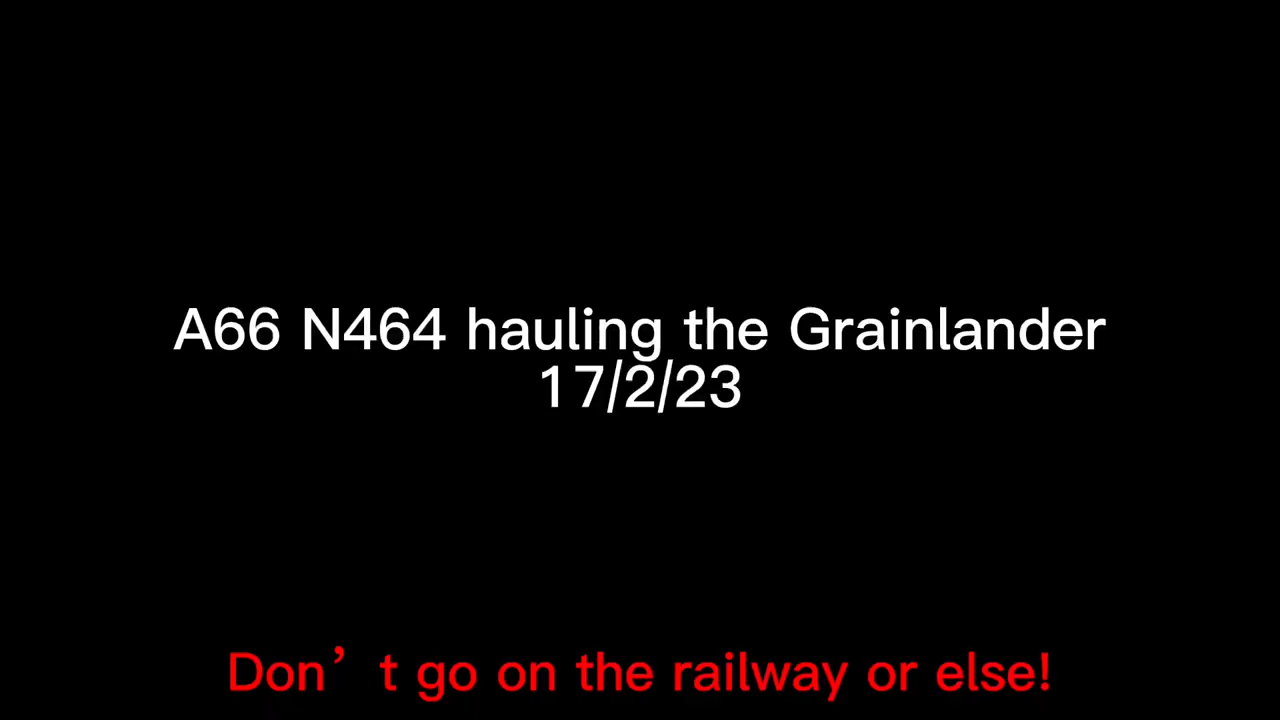 A66 N464 hauling the Grainlander
17/2/23
Don’t go on the railway or else!